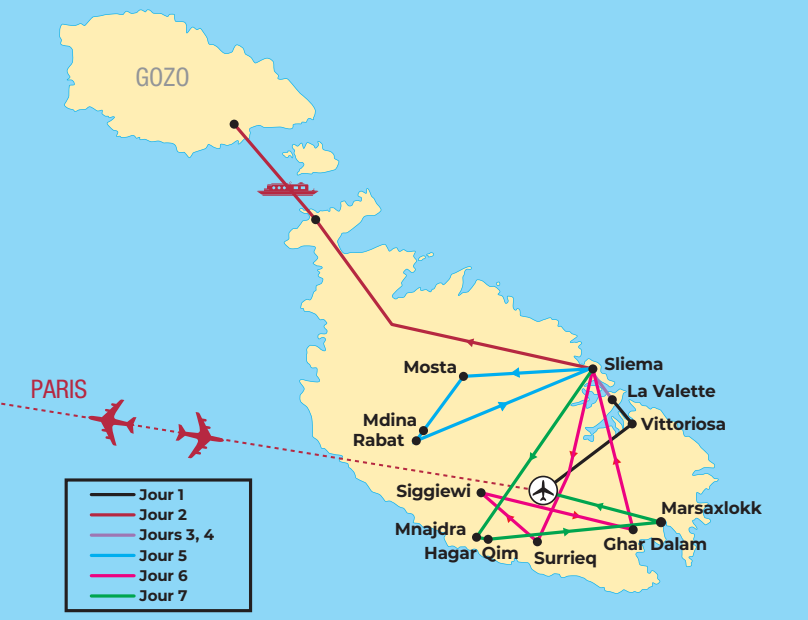 GOZO
Sliema
Mosta
La Valette
Mdina
Vittoriosa
Rabat
PARIS
Siggiewi
Marsaxlokk
Mnajdra
Ghar Dalam
Hagar Qim
Surrieq
Jour 1
Jour 2
Jours 3, 4
Jour 5
Jour 6
Jour 7